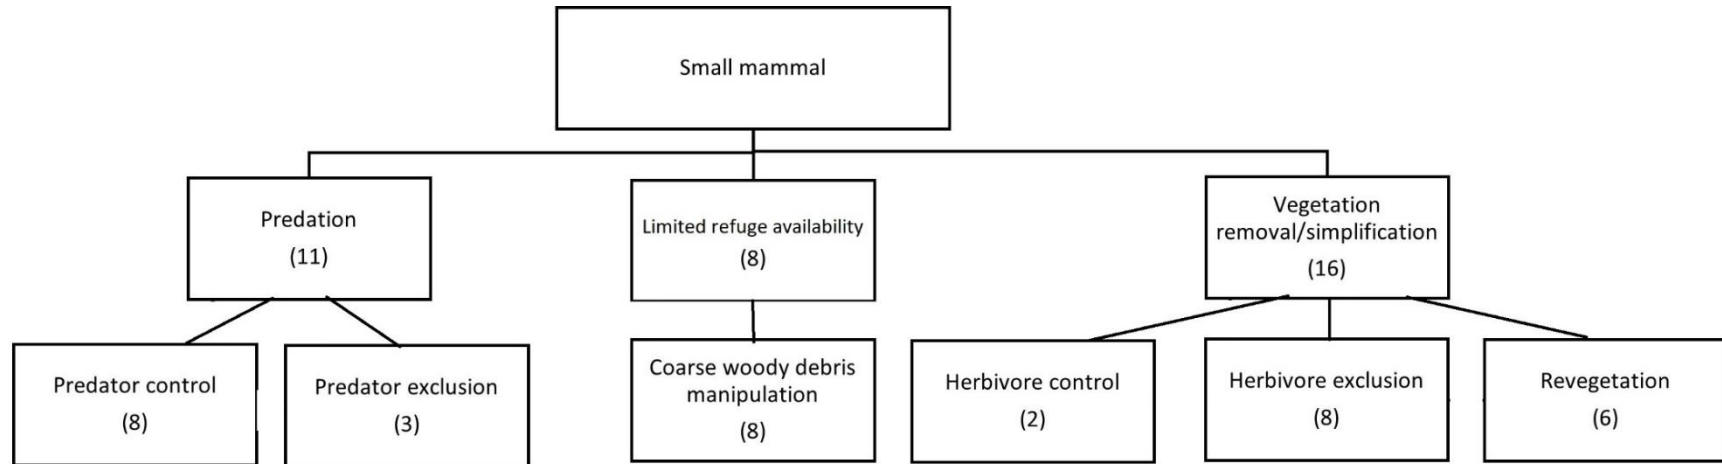 Small mammal
Predation
(11)
Limited refuge availability
(8)
Vegetation
removal/simplification
(16)
Predator control
(8)
Predator exclusion
(3)
Coarse woody debris
manipulation
(8)
Herbivore control
(2)
Herbivore exclusion
(8)
Revegetation
(6)